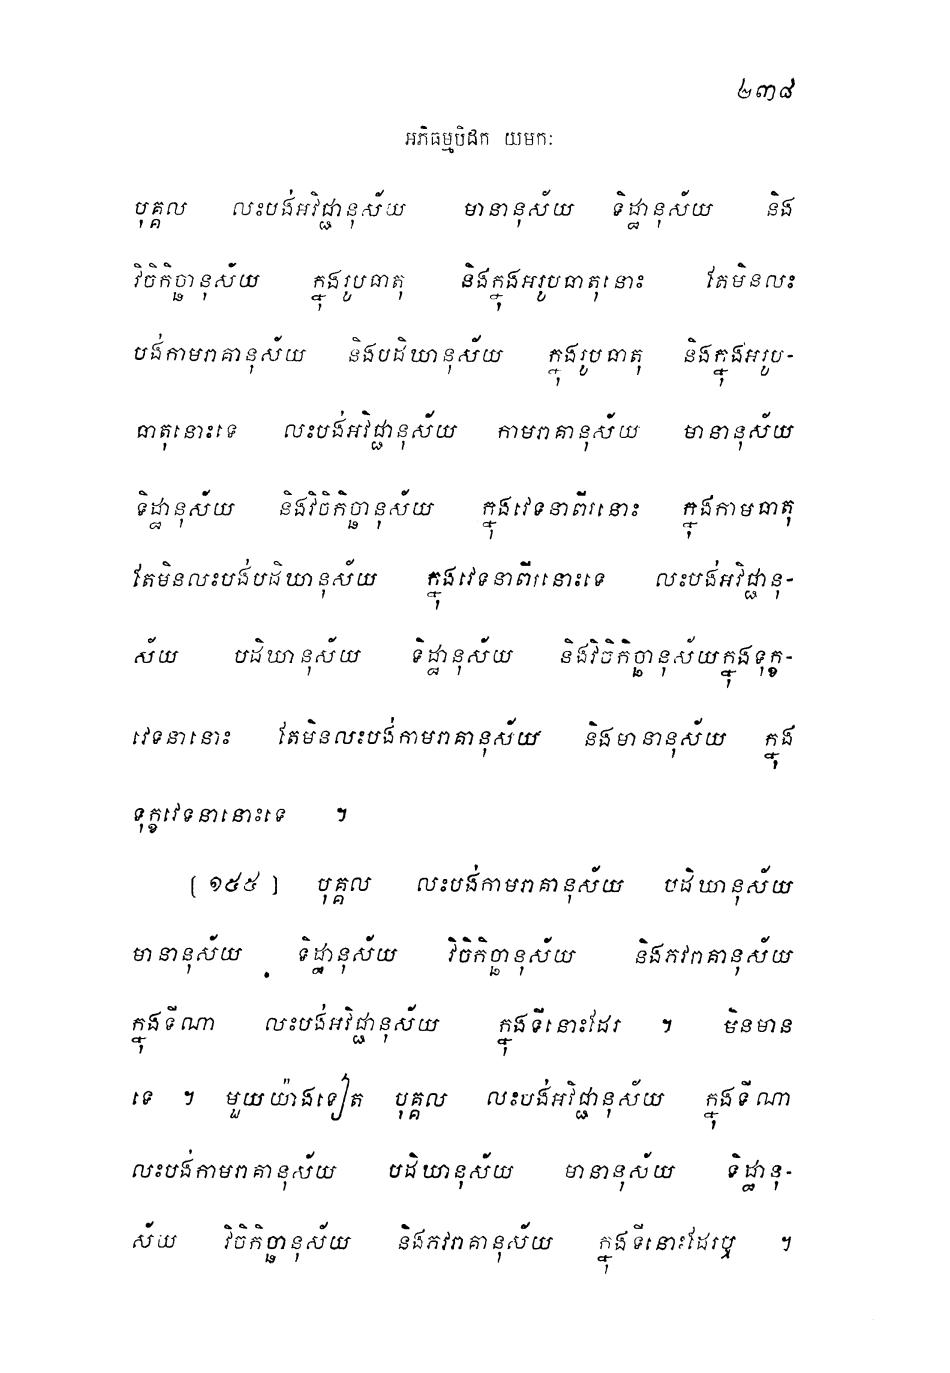 ២៣៨
អភិធម្មបិដក យមកៈ
បុគ្គល លះបង់អវិជ្ជានុស័យ មានានុស័យ ទិដ្ឋានុស័យ និង
វិចិកិច្ឆានុស័យ ក្នុងរូបធាតុ និងក្នុងអរូបធាតុនោះ តែមិនលះ
បង់កាមរាគានុស័យ និងបដិឃានុស័យ ក្នុងរូបធាតុ និងក្នុងអរូប-
ធាតុនោះទេ លះបង់អវិជ្ជានុស័យ កាមរាគានុស័យ មានានុស័យ
ទិដ្ឋានុស័យ និងវិចិកិច្ឆានុស័យ ក្នុងវេទនាពីរនោះ ក្នុងកាមធាតុ
តែមិនលះបង់បដិឃានុស័យ ក្នុងវេទនាពីរនោះទេ លះបង់អវិជ្ជានុ-
ស័យ បដិឃានុស័យ ទិដ្ឋានុស័យ និងវិចិកិច្ឆានុស័យក្នុងទុក្ខ-
វេទនានោះ តែមិនលះបង់កាមរាគានុស័យ និងមានានុស័យ ក្នុង
ទុក្ខវេទនានោះទេ ។
[ ១៥៥ ] បុគ្គល លះបង់កាមរាគានុស័យ បដិឃានុស័យ
មានានុស័យ ទិដ្ឋានុស័យ វិចិកិច្ឆានុស័យ និងភវរាគានុស័យ
ក្នុងទីណា លះបង់អវិជ្ជានុស័យ ក្នុងទីនោះដែរ ។ មិនមាន
ទេ ។ មួយយ៉ាងទៀត បុគ្គល លះបង់អវិជ្ជានុស័យ ក្នុងទីណា
លះបង់កាមរាគានុស័យ បដិឃានុស័យ មានានុស័យ ទិដ្ឋានុ-
ស័យ វិចិកិច្ឆានុស័យ និងភវរាគានុស័យ ក្នុងទីនោះដែរឬ ។